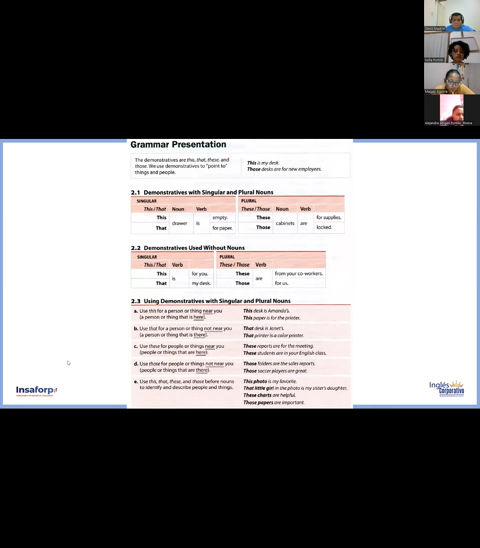 Grammar Presentation
The demonstratives are this, that, these, and
those. We use demonstratives to "point to"
things and people.
This is my desk.
Those desks are for new employees.
2.1 Demonstratives with Singular and Plural Nouns
SINGULAR
This / That Noun Verb
This drawer is empty.
That for paper.
PLURAL
These / Those Noun Verb
These cabinets are for supplies.
Those locked.
2.2 Demonstratives Used Without Nouns
SINGULAR
This / That Verb
This is for you.
That my desk.
PLURAL
These / Those Verb
These are from your co-workers.
Those for us.
2.3 Using Demonstratives with Singular and Plural Nouns
a. Use this for a person or thing near you
(a person or thing that is here).
This desk is Amanda's.
This paper is for the printer.
b. Use that for a person or thing not near you
(a person or thing that is there).
That desk is Janet's.
That printer is a color printer.
c. Use these for people or things near you
(people or things that are here).
These reports are for the meeting.
These students are in your English class.
d. Use those for people or things not near you
(people or things that are there).
Those folders are the sales reports.
Those soccer players are great.
e. Use this, that, those, and those before nouns
to identify and describe people and things.
This photo is my favorite.
That little girl in the photo is my sister's daughter.
These charts are helpful.
Those papers are important.
Insaforp
Inglés
Corporative